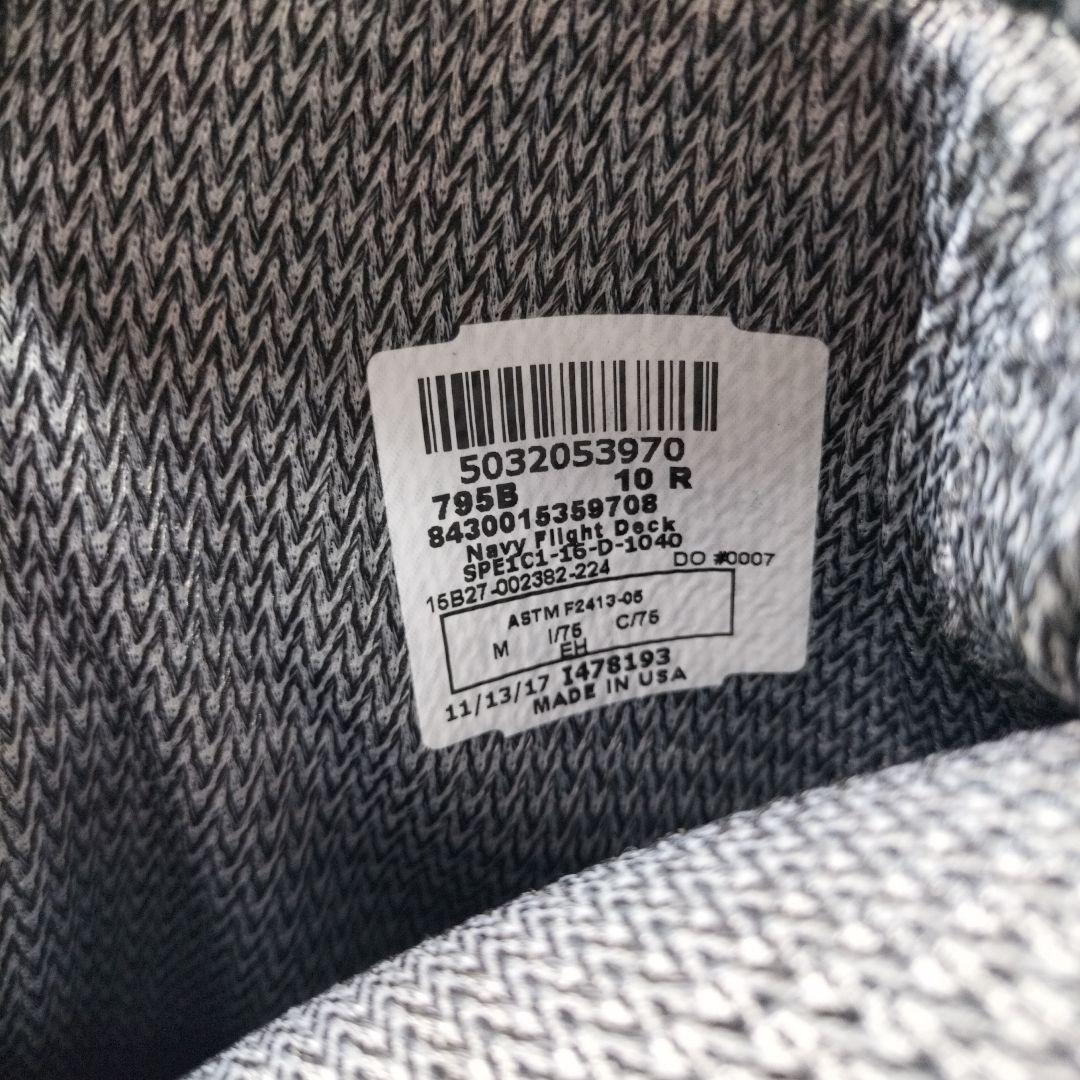 5032053970
795B 10 R
8430015359708
Navy Flight Deck
SPE1C1-16-D-1040
15B27-002382-224 DO #0007
ASTM F2413-05
M I/75 C/75
EH
11/13/17 I478193
MADE IN USA